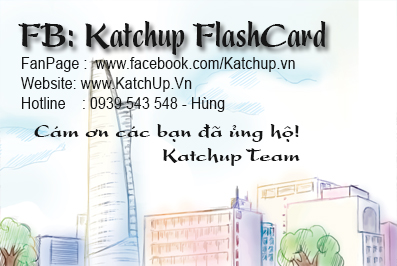 FB: Katchup FlashCard
FanPage : www.facebook.com/Katchup.vn
Website: www.KatchUp.Vn
Hotline : 0939 543 548 - Hùng
Cám ơn các bạn đã ủng hộ!
Katchup Team